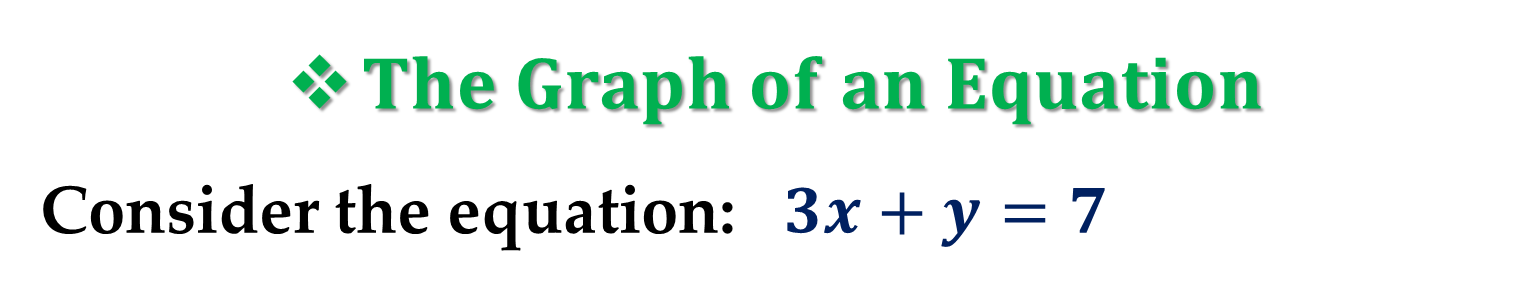 ❖ The Graph of an Equation
Consider the equation: 3x + y = 7